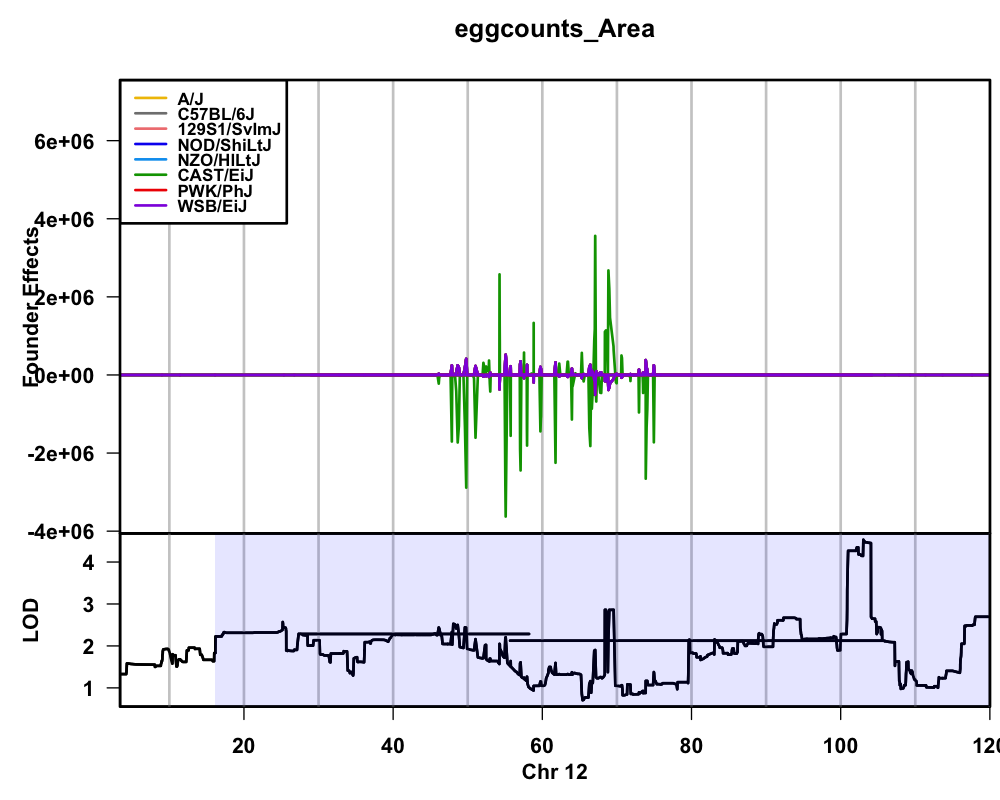 eggcounts_Area
A/J
C57BL/6J
129S1/SvImJ
NOD/ShiLtJ
NZO/HlLtJ
CAST/EiJ
PWK/PhJ
WSB/EiJ
Founder Effects
6e+06
4e+06
2e+06
0e+00
-2e+06
-4e+06
LOD
4
3
2
1
20 40 60 80 100 120
Chr 12